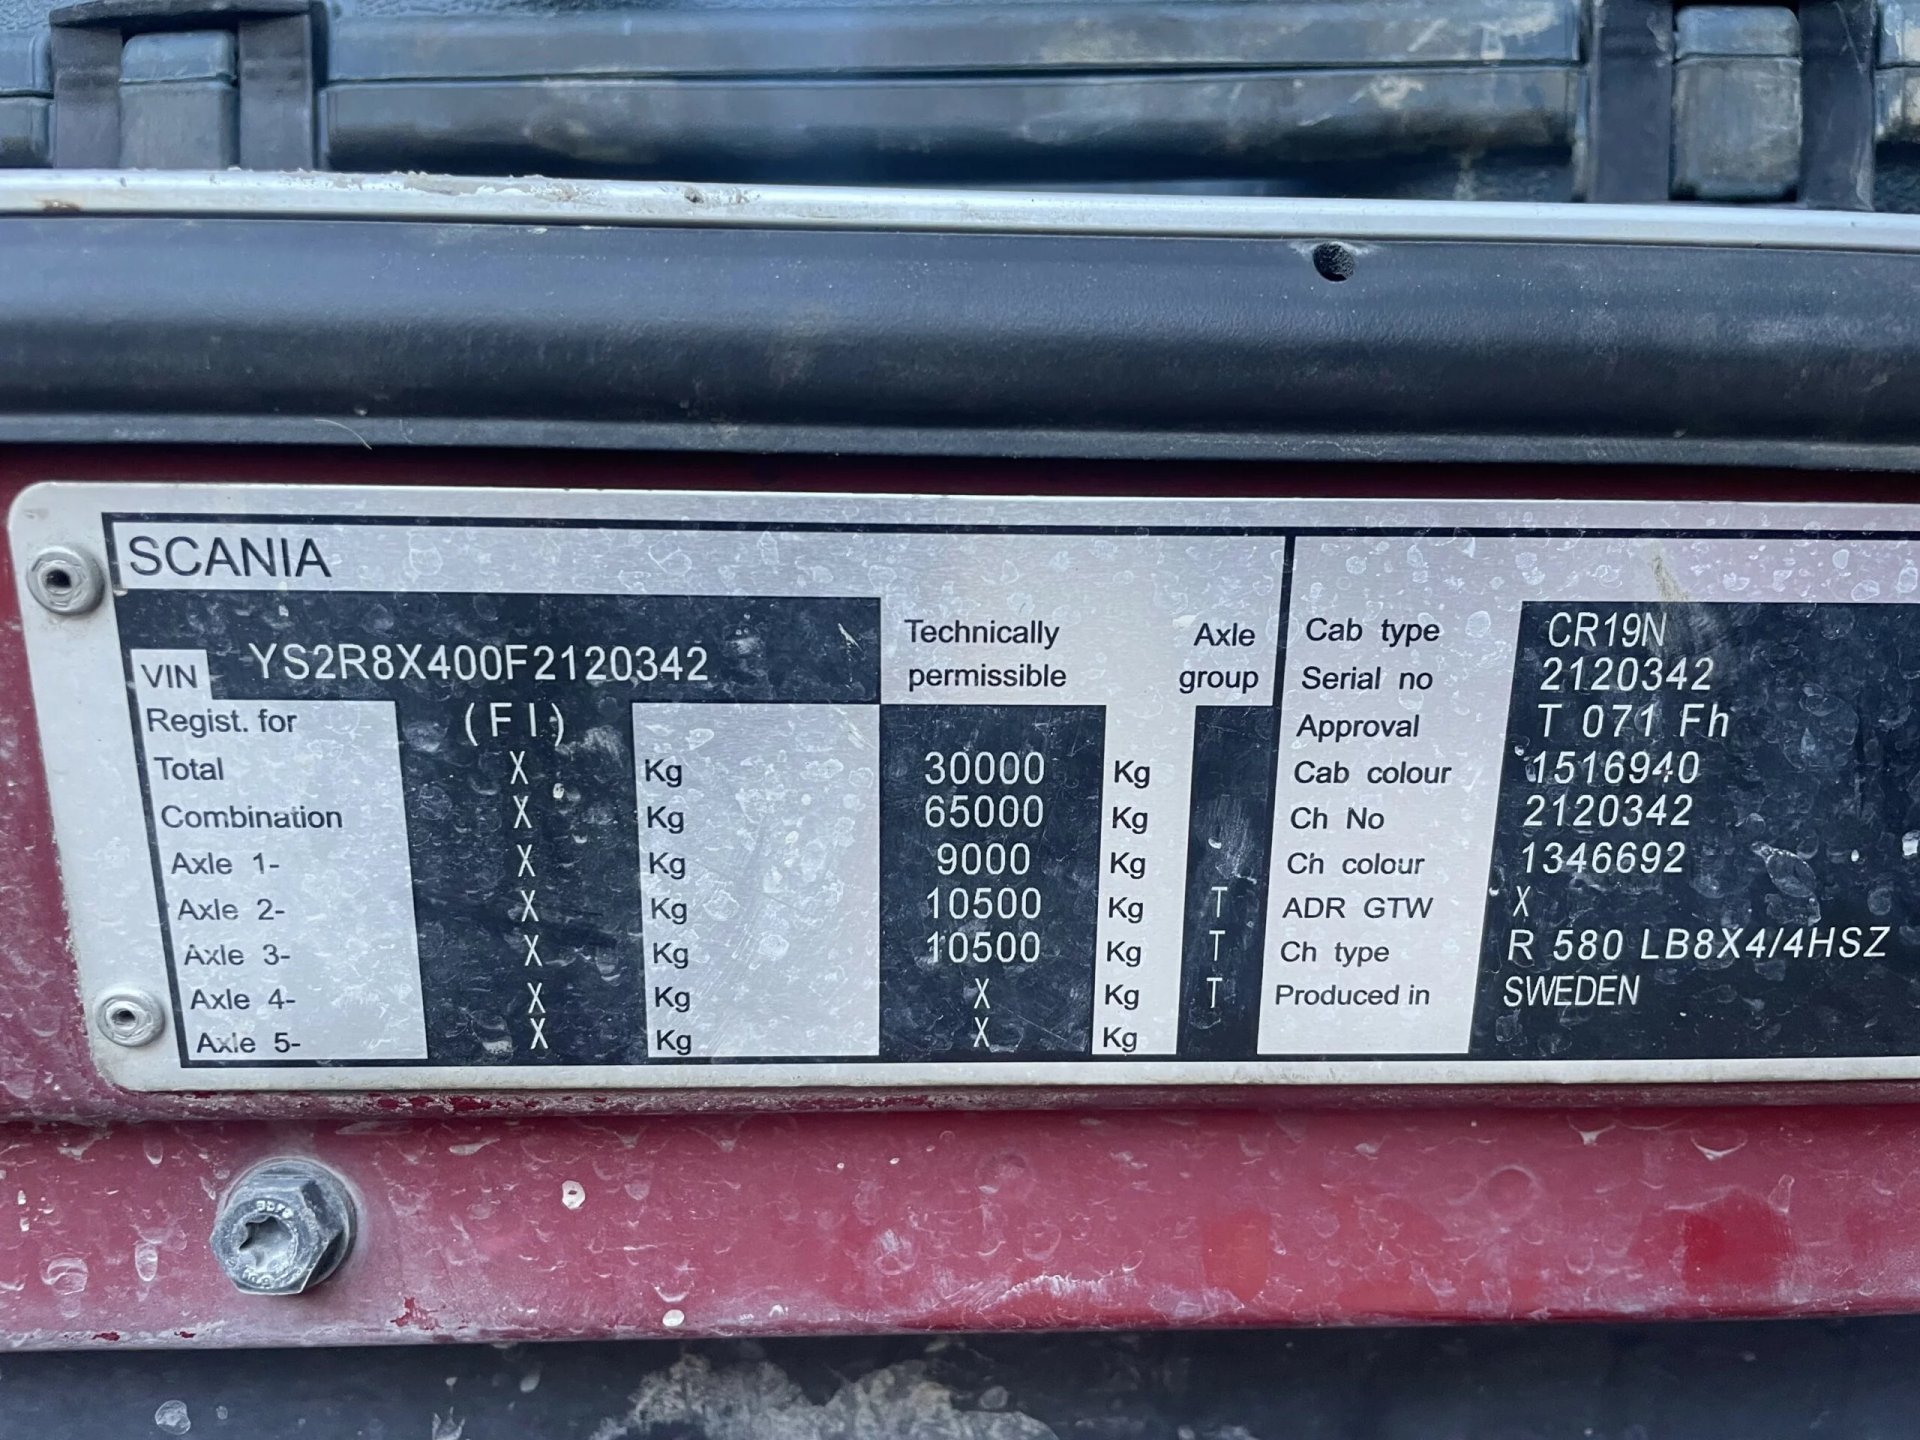 SCANIA
VIN YS2R8X400F2120342 Technically permissible Axle group
Regist. for (FI)
Total X Kg 30000 Kg
Combination X Kg 65000 Kg
Axle 1- X Kg 9000 Kg
Axle 2- X Kg 10500 Kg T
Axle 3- X Kg 10500 Kg T
Axle 4- X Kg X Kg T
Axle 5- X Kg X Kg
Cab type CR19N
Serial no 2120342
Approval T 071 Fh
Cab colour 1516940
Ch No 2120342
Ch colour 1346692
ADR GTW X
Ch type R 580 LB8X4/4HSZ
Produced in SWEDEN